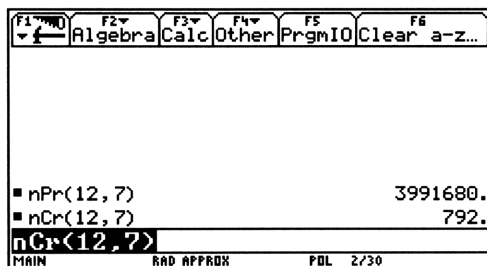 F1 F2 F3 F4 F5 F6
Algebra Calc Other PrgmIO Clear a-z…
nPr(12,7) 3991680.
nCr(12,7) 792.
nCr(12,7)
MAIN RAD APPROX POL 2/30